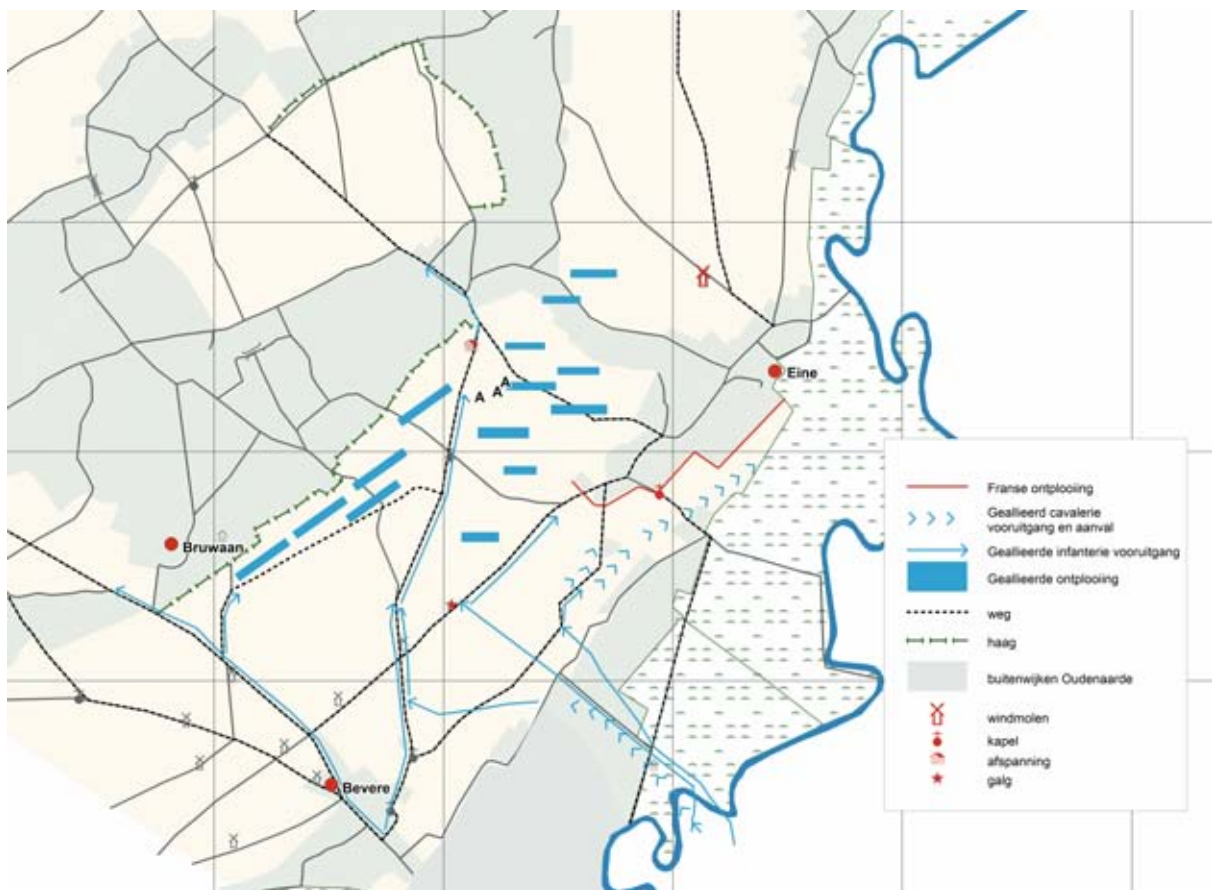 A A A
Eine
Bruwaan
Bevere
Franse ontplooiing
Geallieerd cavalerie
vooruitgang en aanval
Geallieerde infanterie vooruitgang
Geallieerde ontplooiing
weg
haag
buitenwijken Oudenaarde
windmolen
kapel
afspanning
galg